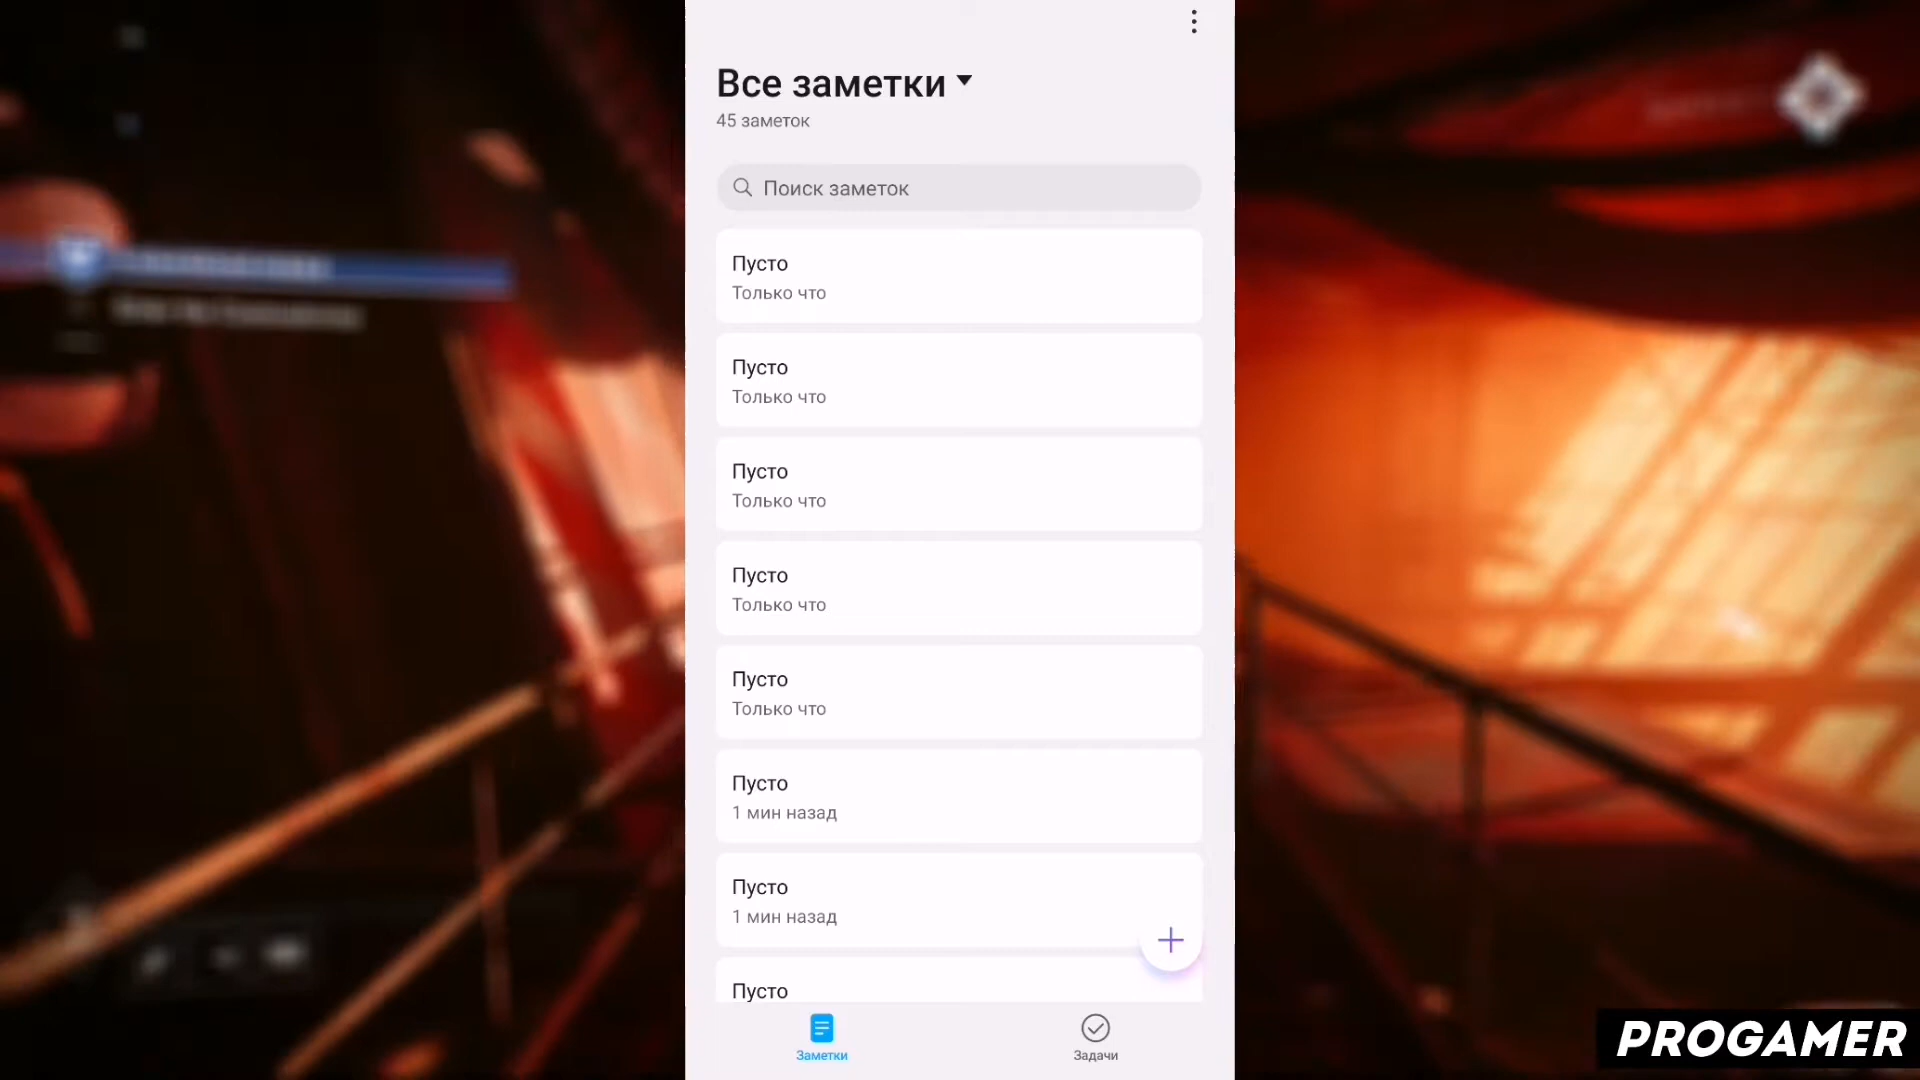 Все заметки
45 заметок
Поиск заметок
Пусто
Только что
Пусто
Только что
Пусто
Только что
Пусто
Только что
Пусто
Только что
Пусто
1 мин назад
Пусто
1 мин назад
Пусто
Заметки
Задачи
PROGAMER